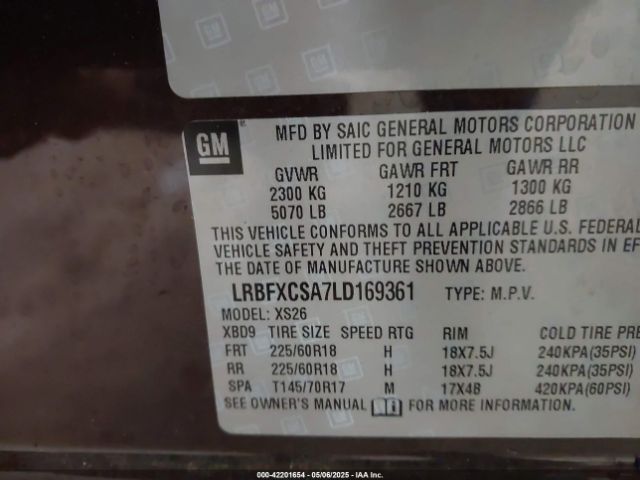 GM
MFD BY SAIC GENERAL MOTORS CORPORATION
LIMITED FOR GENERAL MOTORS LLC
GVWR GAWR FRT GAWR RR
2300 KG 1210 KG 1300 KG
5070 LB 2667 LB 2866 LB
THIS VEHICLE CONFORMS TO ALL APPLICABLE U.S. FEDERAL
VEHICLE SAFETY AND THEFT PREVENTION STANDARDS IN EF
THE DATE OF MANUFACTURE SHOWN ABOVE.
LRBFXCSA7LD169361 TYPE: M.P.V.
MODEL: XS26
XBD9 TIRE SIZE SPEED RTG RIM COLD TIRE PRE
FRT 225/60R18 H 18X7.5J 240KPA(35PSI)
RR 225/60R18 H 18X7.5J 240KPA(35PSI)
SPA T145/70R17 M 17X4B 420KPA(60PSI)
SEE OWNER'S MANUAL FOR MORE INFORMATION.
000-42201654 - 05/06/2025 - IAA Inc.